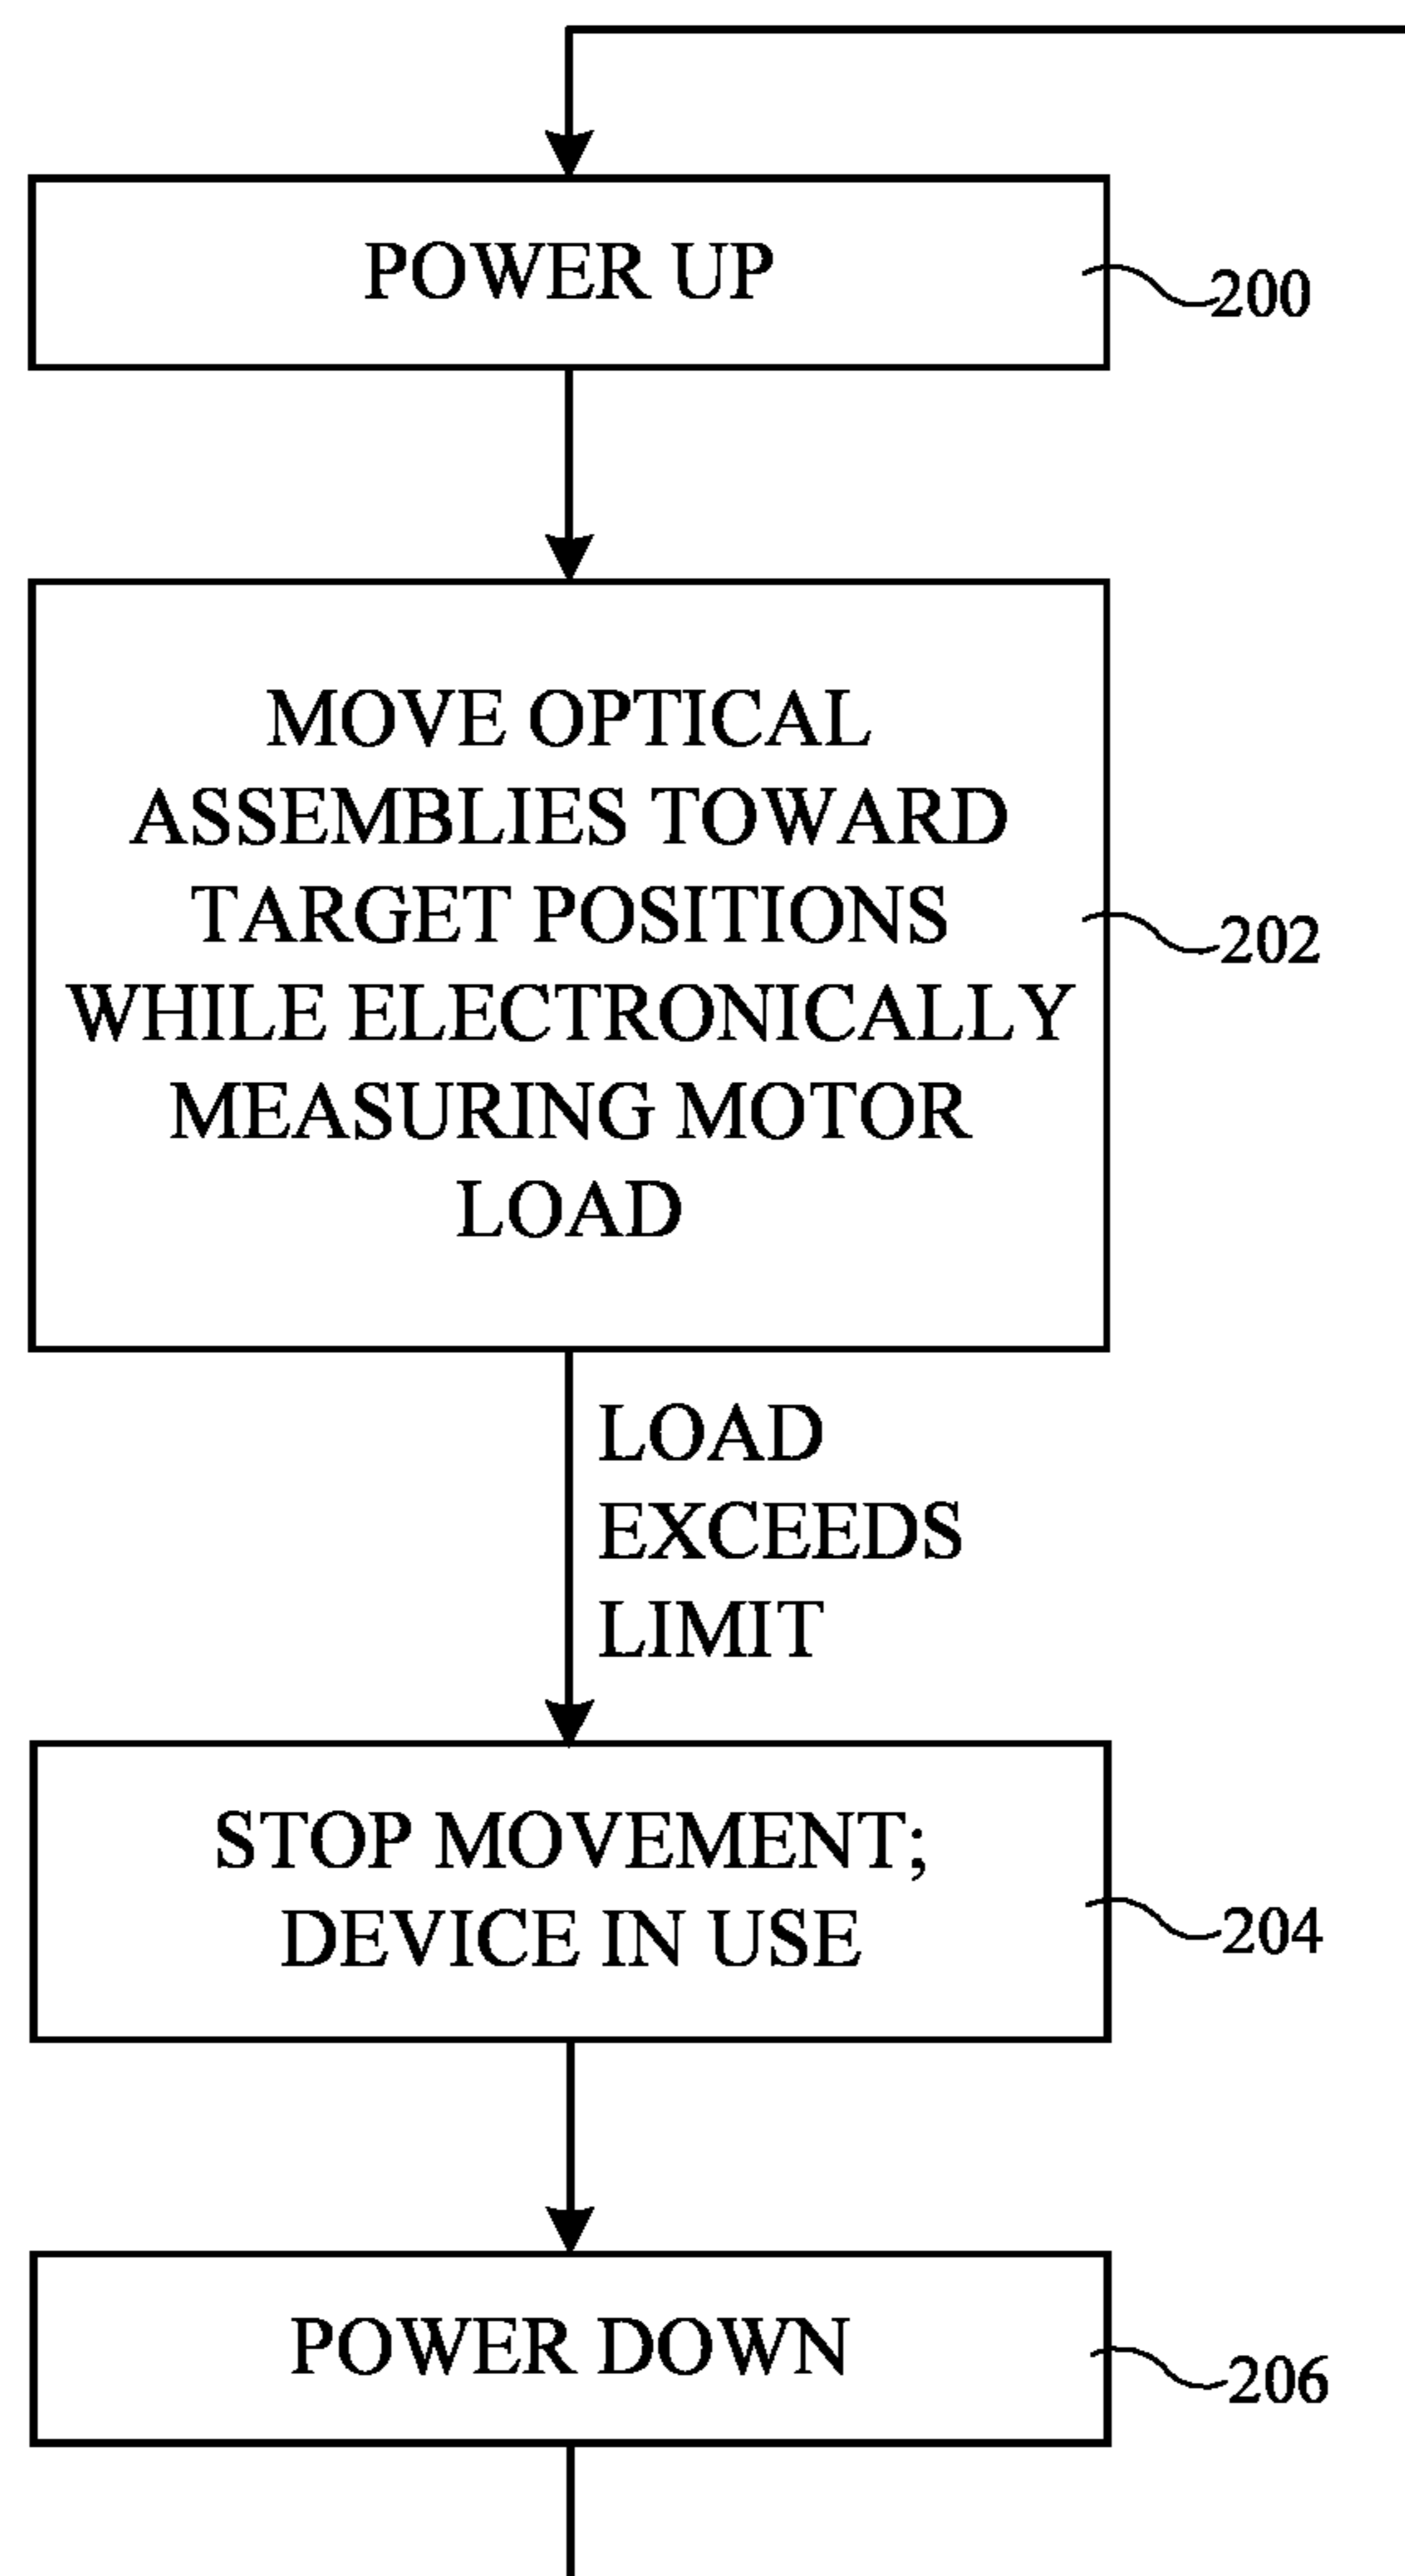 POWER UP
200
MOVE OPTICAL
ASSEMBLIES TOWARD
TARGET POSITIONS
WHILE ELECTRONICALLY
MEASURING MOTOR
LOAD
202
LOAD
EXCEEDS
LIMIT
STOP MOVEMENT;
DEVICE IN USE
204
POWER DOWN
206